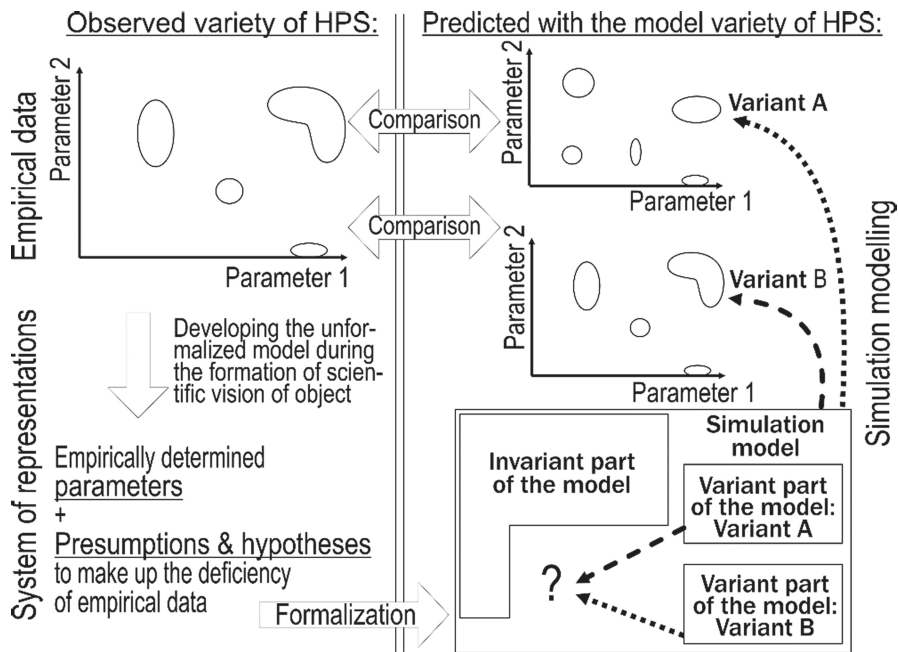 Observed variety of HPS:
Predicted with the model variety of HPS:
Empirical data
Parameter 2
Parameter 1
Comparison
Comparison
Parameter 2
Variant A
Parameter 1
Parameter 2
Variant B
Parameter 1
Simulation modelling
Developing the unfor-
malized model during
the formation of scien-
tific vision of object
System of representations
Empirically determined
parameters
+
Presumptions & hypotheses
to make up the deficiency
of empirical data
Formalization
Simulation
model
Invariant part
of the model
Variant part
of the model:
Variant A
?
Variant part
of the model:
Variant B